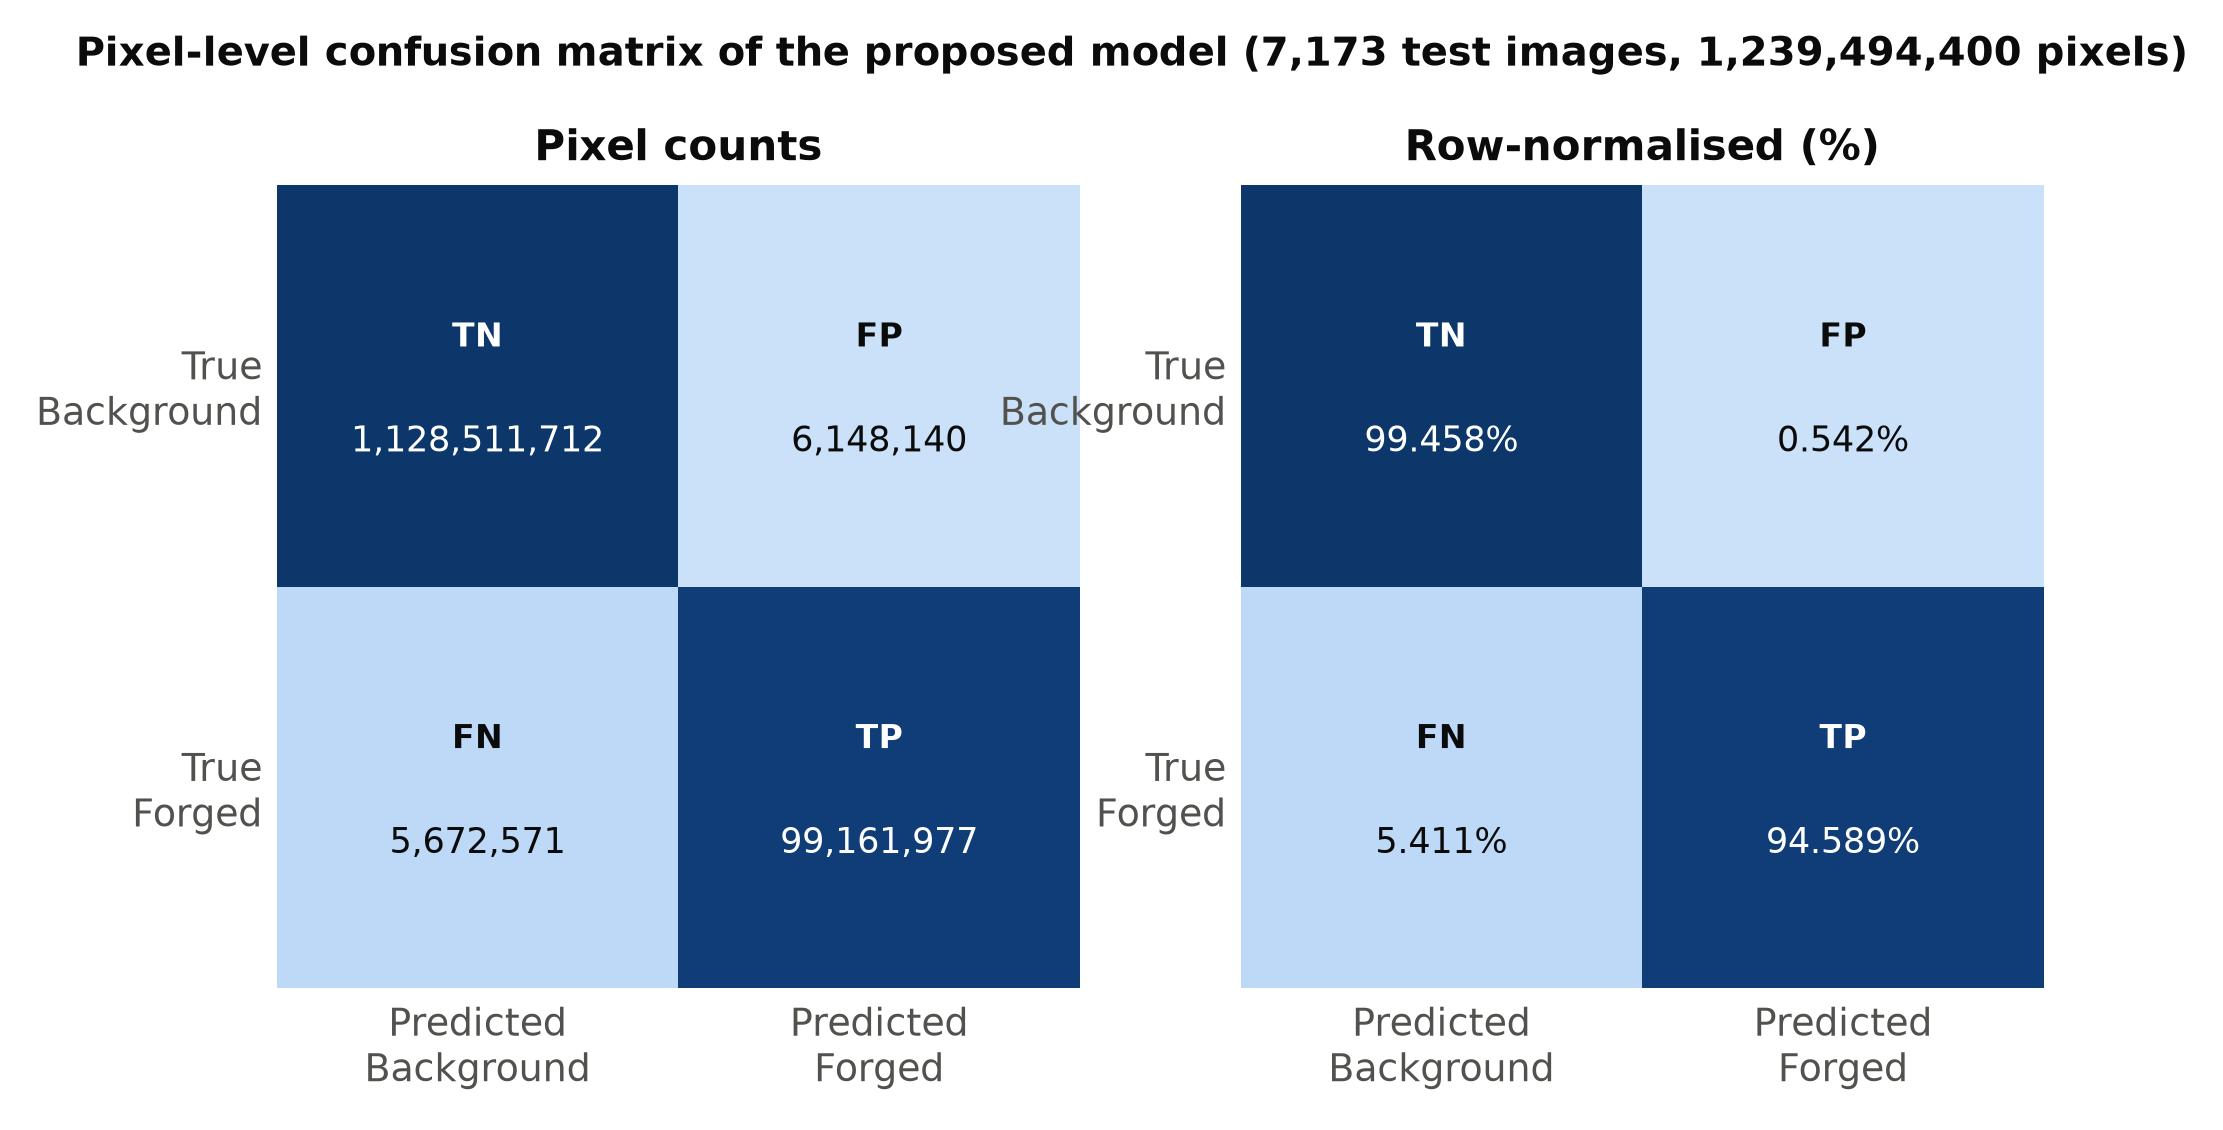 Pixel-level confusion matrix of the proposed model (7,173 test images, 1,239,494,400 pixels)
Pixel counts
True
Background
TN
1,128,511,712
FP
6,148,140
True
Forged
FN
5,672,571
TP
99,161,977
Predicted
Background
Predicted
Forged
Row-normalised (%)
True
Background
TN
99.458%
FP
0.542%
True
Forged
FN
5.411%
TP
94.589%
Predicted
Background
Predicted
Forged